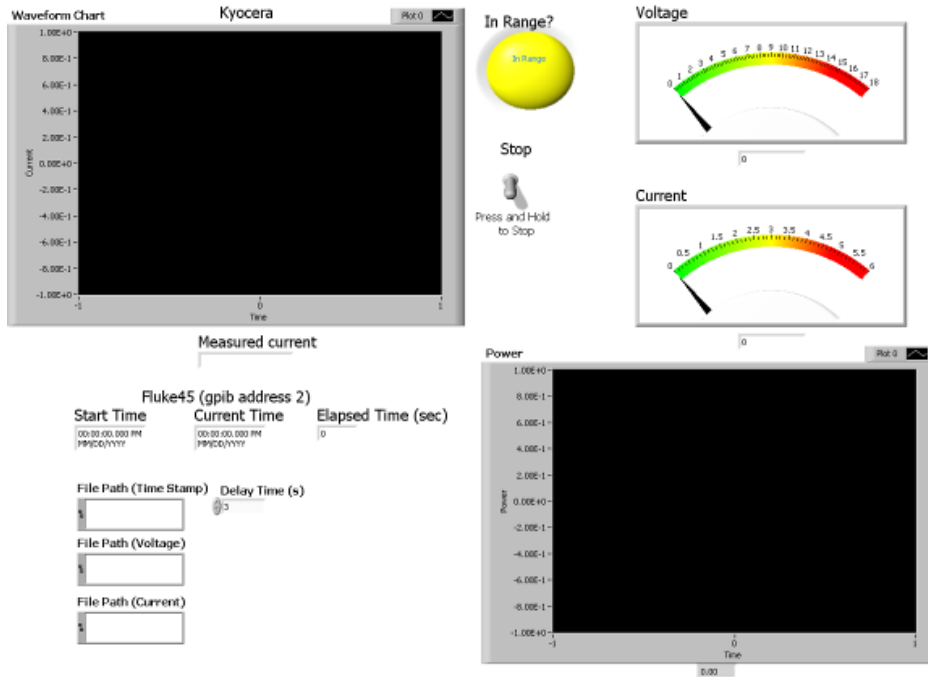 Waveform Chart
Kyocera
Plot 0
1.00E+0
8.00E-1
6.00E-1
4.00E-1
2.00E-1
0.00E+0
-2.00E-1
-4.00E-1
-6.00E-1
-8.00E-1
-1.00E+0
Current
-1 0 1
Time
In Range?
In Range
Stop
Press and Hold
to Stop
Voltage
0 1 2 3 4 5 6 7 8 9 10 11 12 13 14 15 16 17 18
0
Current
0 0.5 1 1.5 2 2.5 3 3.5 4 4.5 5 5.5 6
0
Measured current
Fluke45 (gpib address 2)
Start Time
00:00:00.000 PM
MM/DD/YYYY
Current Time
00:00:00.000 PM
MM/DD/YYYY
Elapsed Time (sec)
0
File Path (Time Stamp)
Delay Time (s)
3
File Path (Voltage)
File Path (Current)
Power
Plot 0
1.00E+0
8.00E-1
6.00E-1
4.00E-1
2.00E-1
0.00E+0
-2.00E-1
-4.00E-1
-6.00E-1
-8.00E-1
-1.00E+0
Power
-1 0 1
Time
0.00